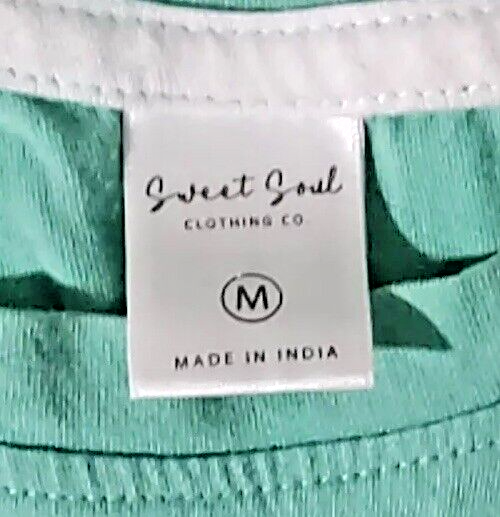 Sweet Soul
CLOTHING CO.
M
MADE IN INDIA